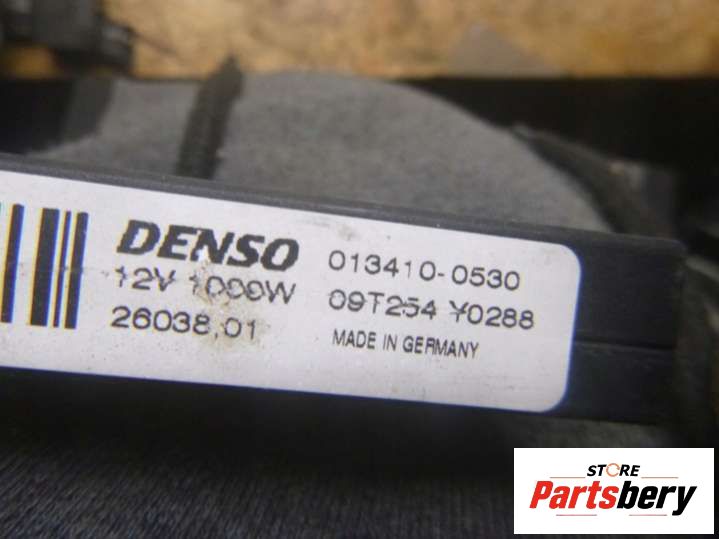 DENSO 013410-0530
12V 1000W 09T254 Y0288
26038,01 MADE IN GERMANY
STORE
Partsbery